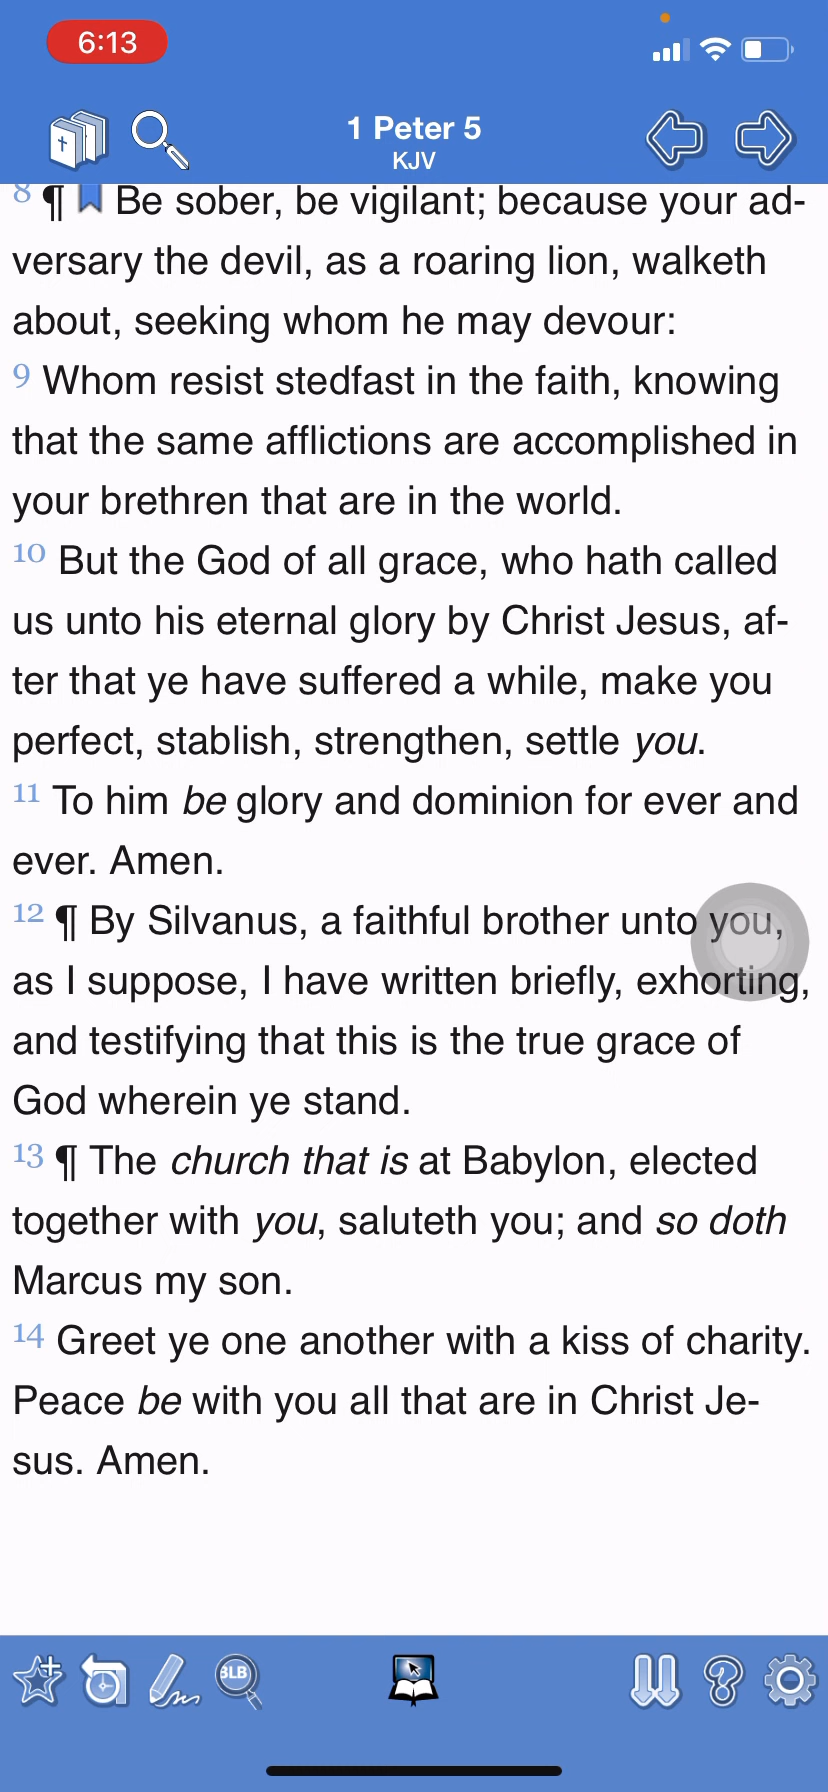 6:13
1 Peter 5
KJV
8 ¶ Be sober, be vigilant; because your ad-
versary the devil, as a roaring lion, walketh
about, seeking whom he may devour:
9 Whom resist stedfast in the faith, knowing
that the same afflictions are accomplished in
your brethren that are in the world.
10 But the God of all grace, who hath called
us unto his eternal glory by Christ Jesus, af-
ter that ye have suffered a while, make you
perfect, stablish, strengthen, settle you.
11 To him be glory and dominion for ever and
ever. Amen.
12 ¶ By Silvanus, a faithful brother unto you,
as I suppose, I have written briefly, exhorting,
and testifying that this is the true grace of
God wherein ye stand.
13 ¶ The church that is at Babylon, elected
together with you, saluteth you; and so doth
Marcus my son.
14 Greet ye one another with a kiss of charity.
Peace be with you all that are in Christ Je-
sus. Amen.
BLB